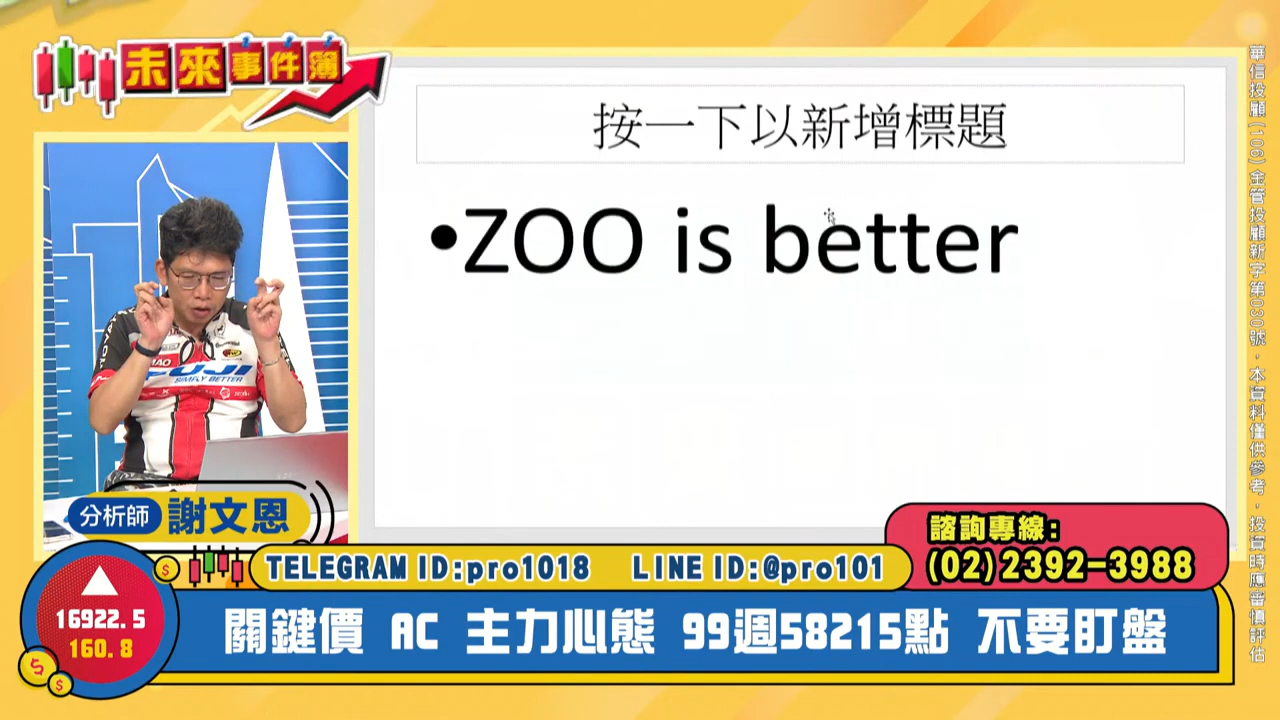 未來事件簿
按一下以新增標題
•ZOO is better
FUJI
SIMPLY BETTER
分析師 謝文恩
諮詢專線:
(02)2392-3988
TELEGRAM ID:pro1018 LINE ID:@pro101
16922.5
160.8
關鍵價 AC 主力心態 99週58215點 不要盯盤
華信投顧(106)金管投顧新字第030號，本資料僅供參考，投資時應審慎評估